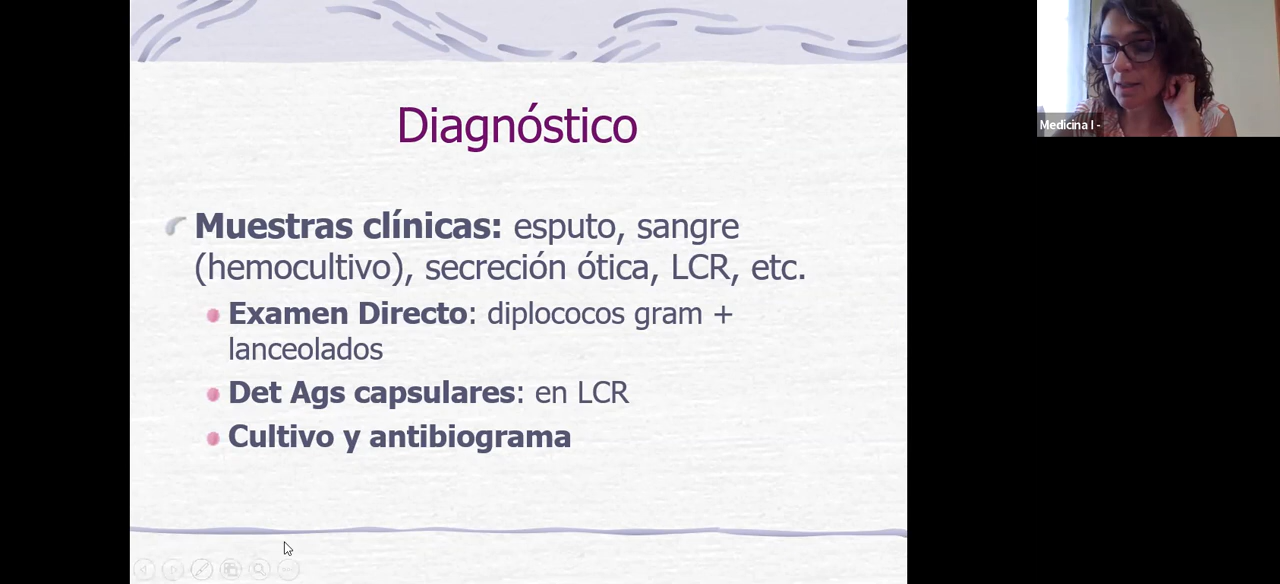 Diagnóstico
Muestras clínicas: esputo, sangre
(hemocultivo), secreción ótica, LCR, etc.
Examen Directo: diplococos gram +
lanceolados
Det Ags capsulares: en LCR
Cultivo y antibiograma
Medicina I -